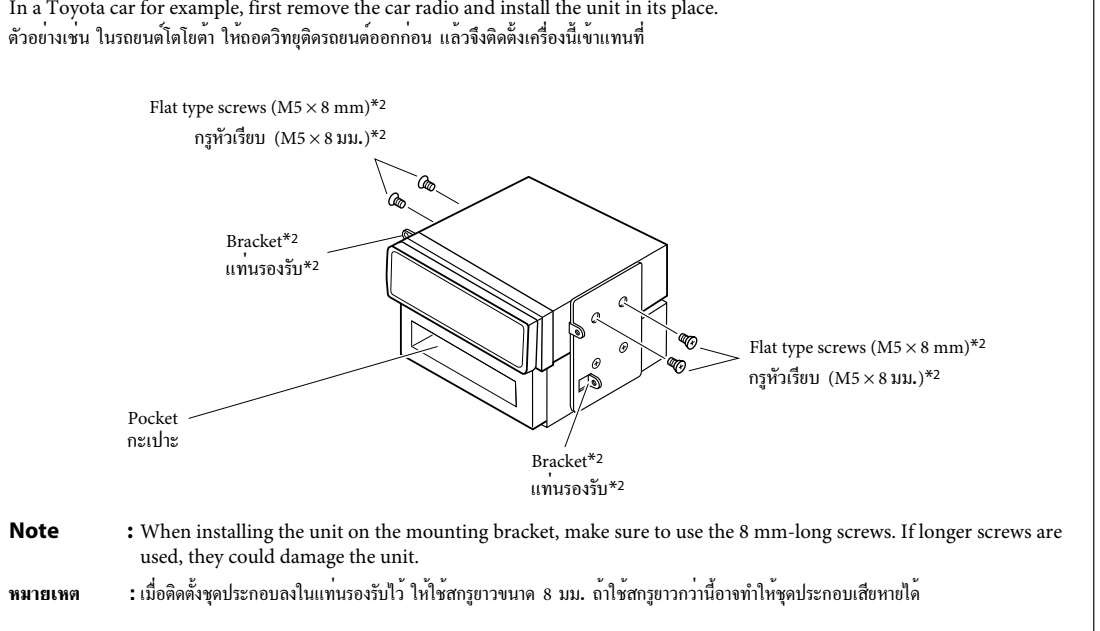 In a Toyota car for example, first remove the car radio and install the unit in its place.
ตัวอย่างเช่น ในรถยนต์โตโยต้า ให้ถอดวิทยุติดรถยนต์ออกก่อน แล้วจึงติดตั้งเครื่องนี้เข้าแทนที่
Flat type screws (M5 × 8 mm)*2
กรูหัวเรียบ (M5 × 8 มม.)*2
Bracket*2
แท่นรองรับ*2
Flat type screws (M5 × 8 mm)*2
กรูหัวเรียบ (M5 × 8 มม.)*2
Pocket
กะเปาะ
Bracket*2
แท่นรองรับ*2
Note : When installing the unit on the mounting bracket, make sure to use the 8 mm-long screws. If longer screws are
used, they could damage the unit.
หมายเหต : เมื่อติดตั้งชุดประกอบลงในแท่นรองรับไว้ ให้ใช้สกรูยาวขนาด 8 มม. ถ้าใช้สกรูยาวกว่านี้อาจทำให้ชุดประกอบเสียหายได้